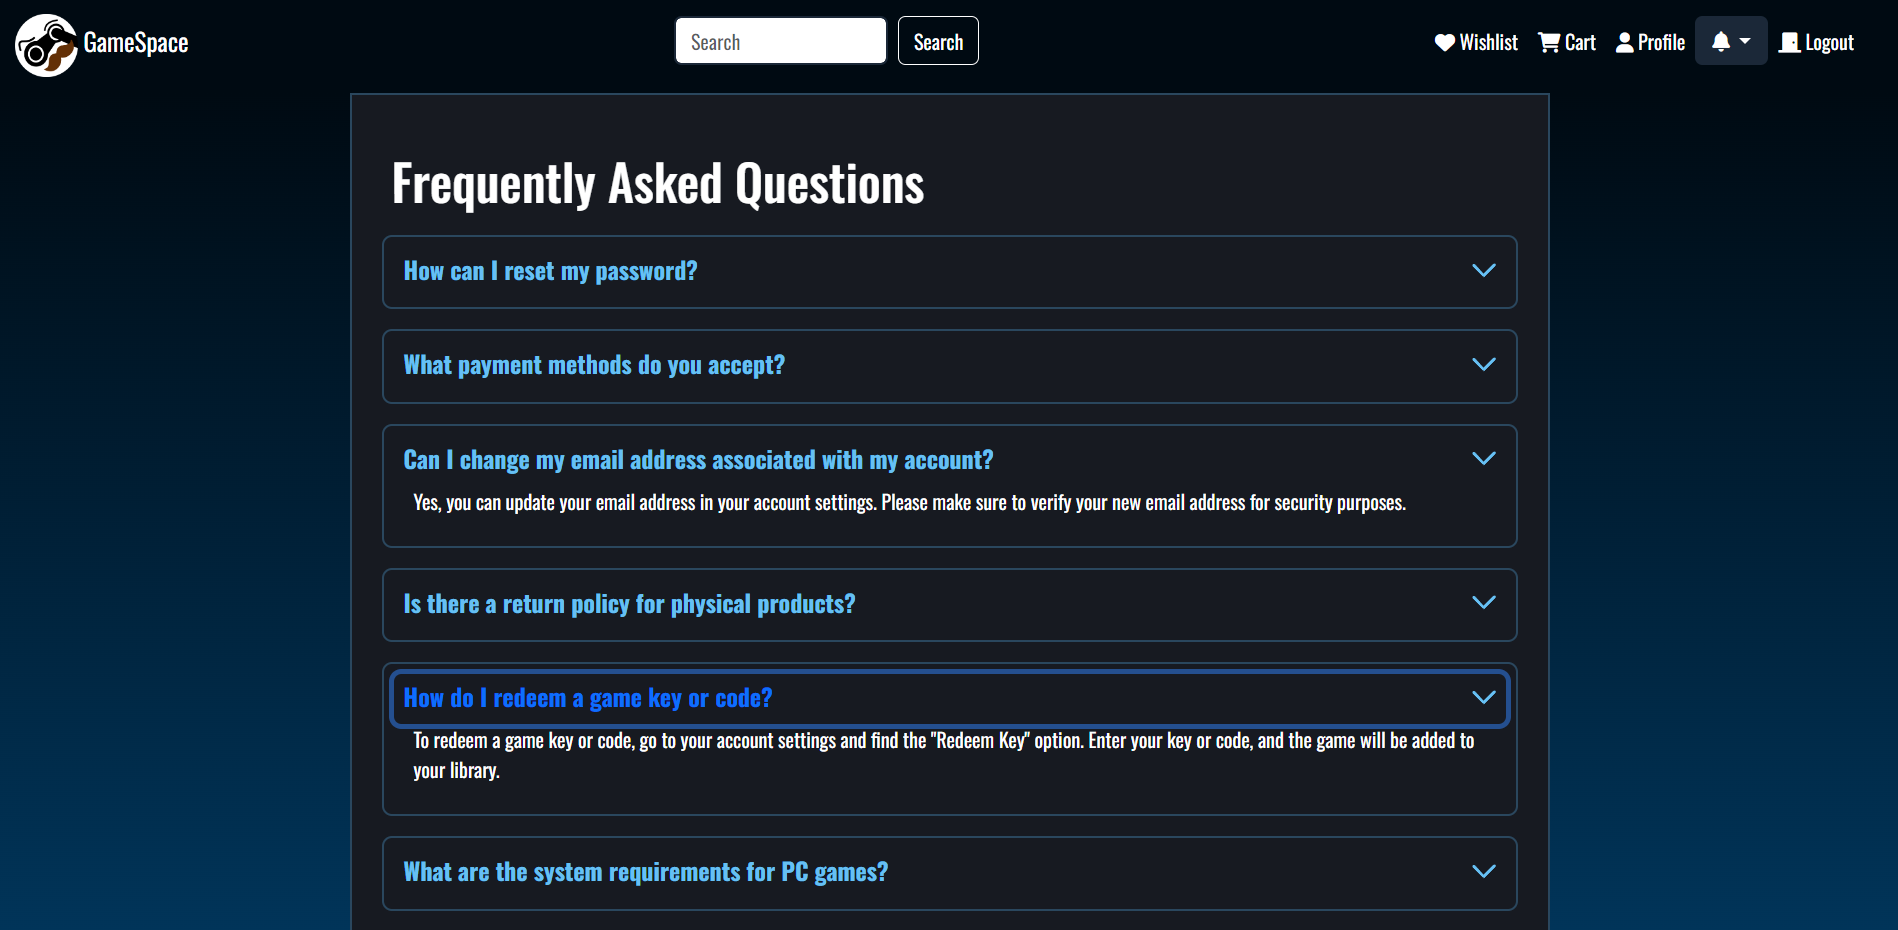 GameSpace
Search
Search
Wishlist
Cart
Profile
Logout
Frequently Asked Questions
How can I reset my password?
What payment methods do you accept?
Can I change my email address associated with my account?
Yes, you can update your email address in your account settings. Please make sure to verify your new email address for security purposes.
Is there a return policy for physical products?
How do I redeem a game key or code?
To redeem a game key or code, go to your account settings and find the "Redeem Key" option. Enter your key or code, and the game will be added to
your library.
What are the system requirements for PC games?